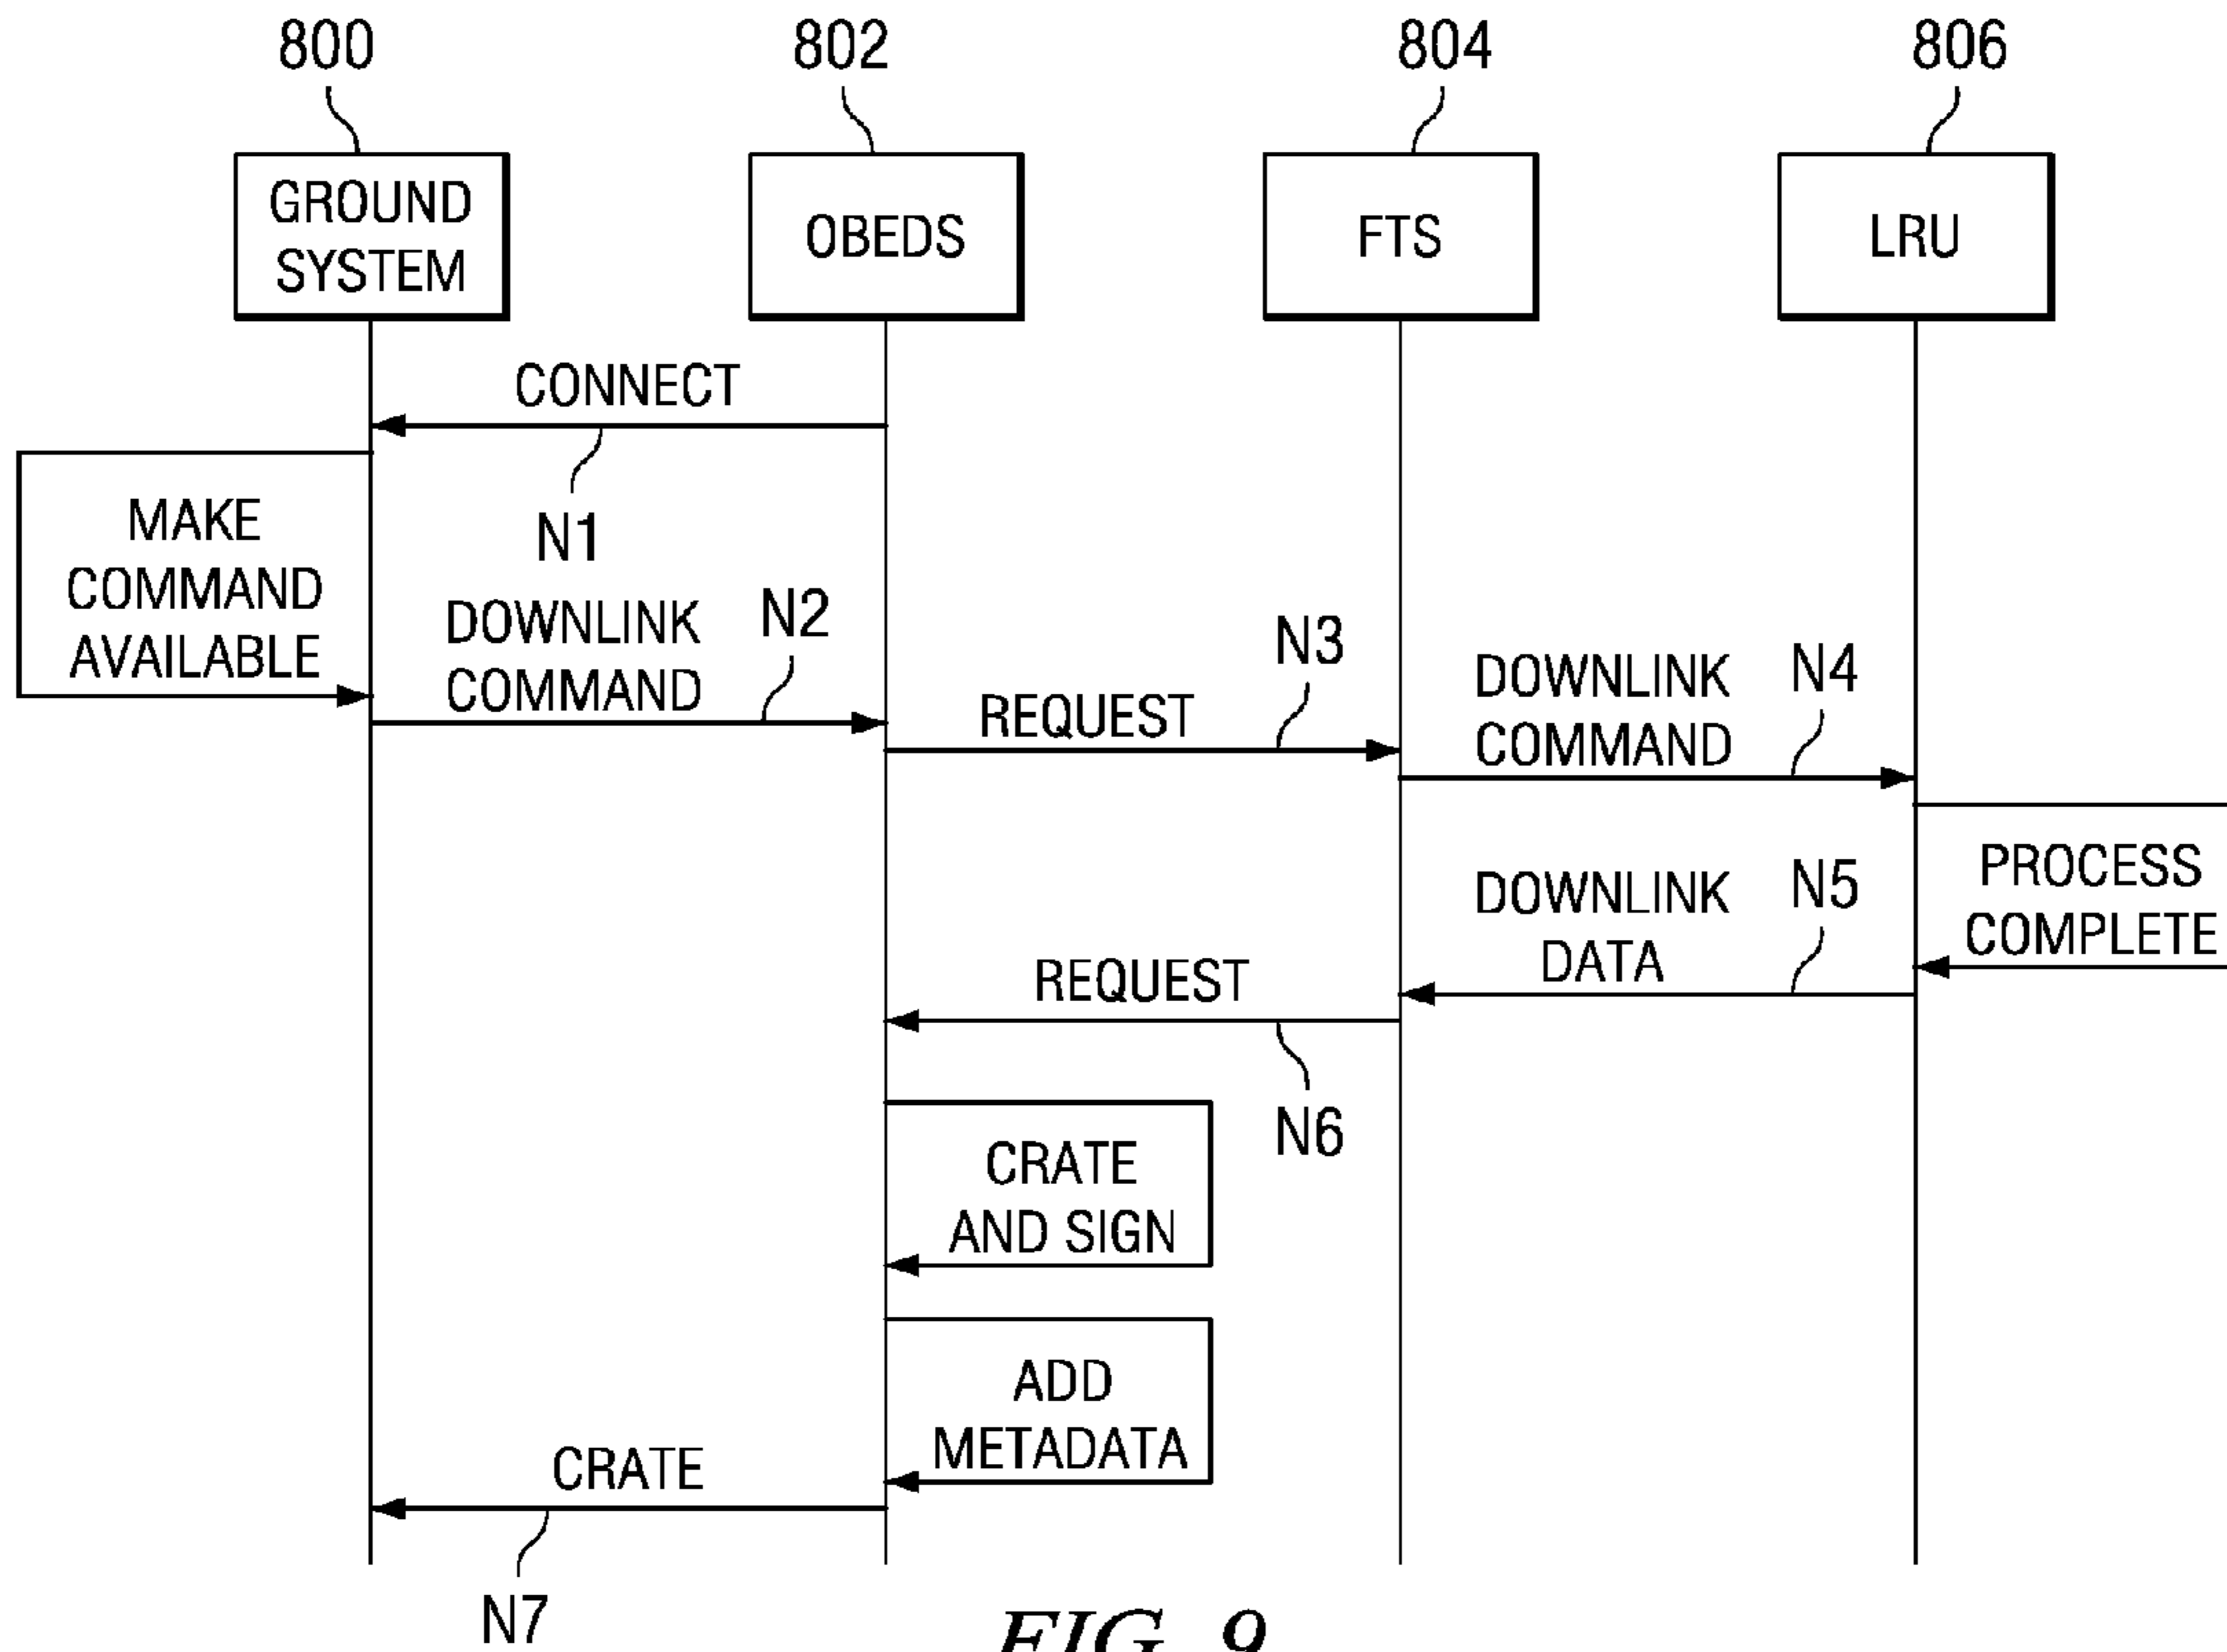 800
802
804
806
GROUND
SYSTEM
OBEDS
FTS
LRU
CONNECT
N1
MAKE
COMMAND
AVAILABLE
DOWNLINK
COMMAND
N2
REQUEST
N3
DOWNLINK
COMMAND
N4
PROCESS
COMPLETE
DOWNLINK
DATA
N5
REQUEST
N6
CRATE
AND SIGN
ADD
METADATA
CRATE
N7
FIG. 9